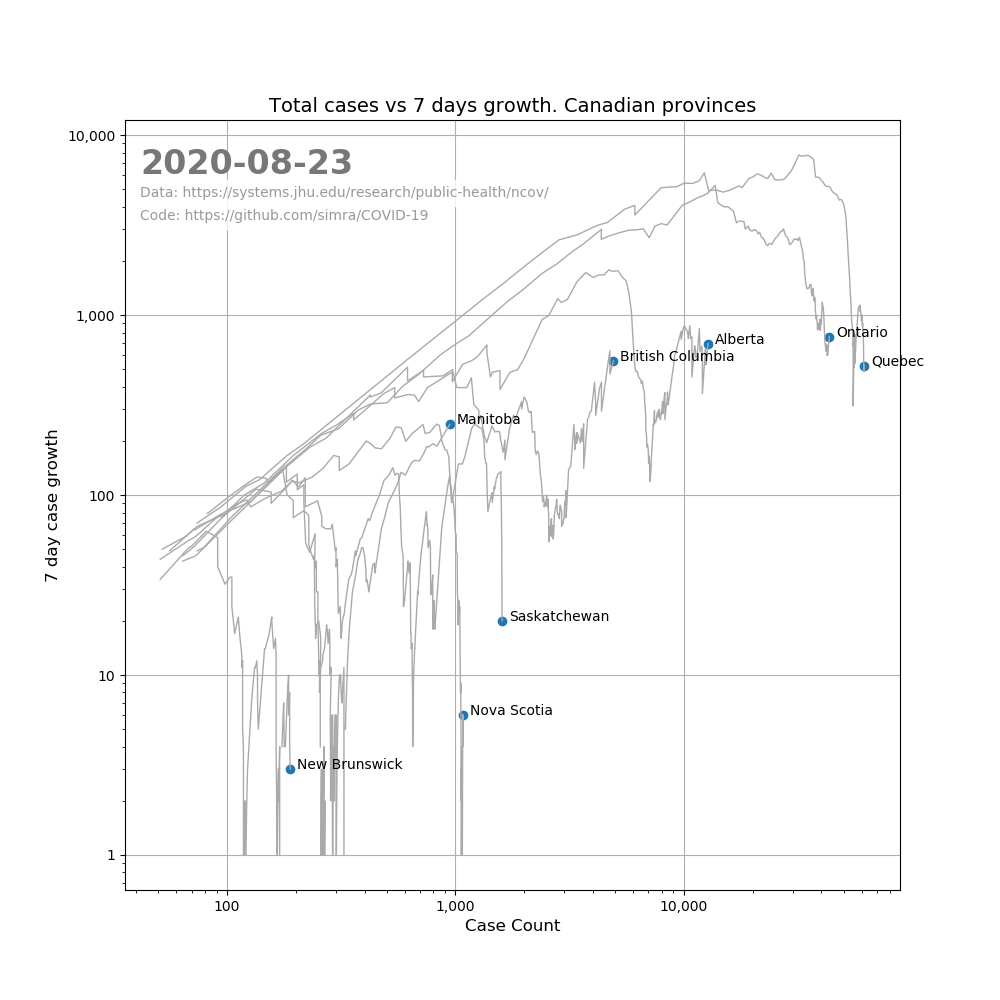 Total cases vs 7 days growth. Canadian provinces
10,000
2020-08-23
Data: https://systems.jhu.edu/research/public-health/ncov/
Code: https://github.com/simra/COVID-19
1,000
Ontario
Alberta
British Columbia
Quebec
Manitoba
100
7 day case growth
Saskatchewan
10
Nova Scotia
New Brunswick
1
100
1,000
10,000
Case Count